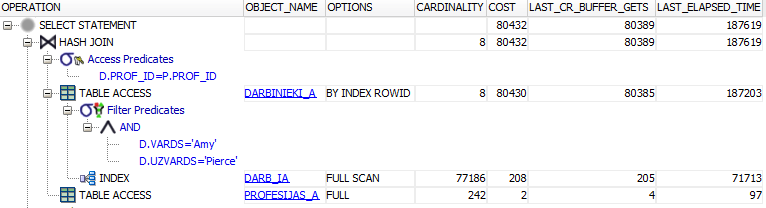 OPERATION OBJECT_NAME OPTIONS CARDINALITY COST LAST_CR_BUFFER_GETS LAST_ELAPSED_TIME
SELECT STATEMENT 80432 80389 187619
HASH JOIN 8 80432 80389 187619
Access Predicates
D.PROF_ID=P.PROF_ID
TABLE ACCESS DARBINIEKI_A BY INDEX ROWID 8 80430 80385 187203
Filter Predicates
AND
D.VARDS='Amy'
D.UZVARDS='Pierce'
INDEX DARB_IA FULL SCAN 77186 208 205 71713
TABLE ACCESS PROFESIJAS_A FULL 242 2 4 97